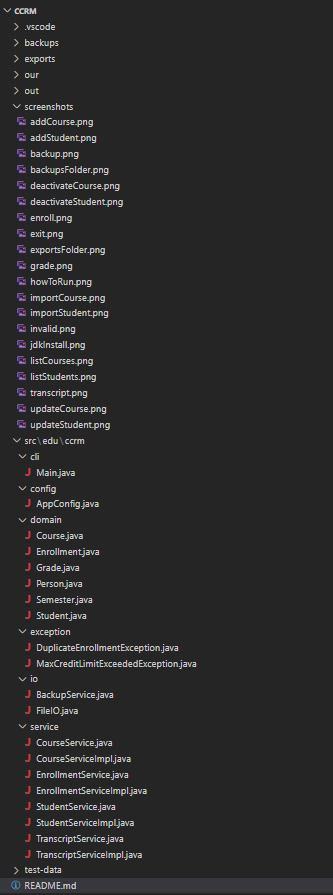 CCRM
.vscode
backups
exports
our
out
screenshots
addCourse.png
addStudent.png
backup.png
backupsFolder.png
deactivateCourse.png
deactivateStudent.png
enroll.png
exit.png
exportsFolder.png
grade.png
howToRun.png
importCourse.png
importStudent.png
invalid.png
jdkInstall.png
listCourses.png
listStudents.png
transcript.png
updateCourse.png
updateStudent.png
src\edu\ccrm
cli
J Main.java
config
J AppConfig.java
domain
J Course.java
J Enrollment.java
J Grade.java
J Person.java
J Semester.java
J Student.java
exception
J DuplicateEnrollmentException.java
J MaxCreditLimitExceededException.java
io
J BackupService.java
J FileIO.java
service
J CourseService.java
J CourseServiceImpl.java
J EnrollmentService.java
J EnrollmentServiceImpl.java
J StudentService.java
J StudentServiceImpl.java
J TranscriptService.java
J TranscriptServiceImpl.java
test-data
README.md